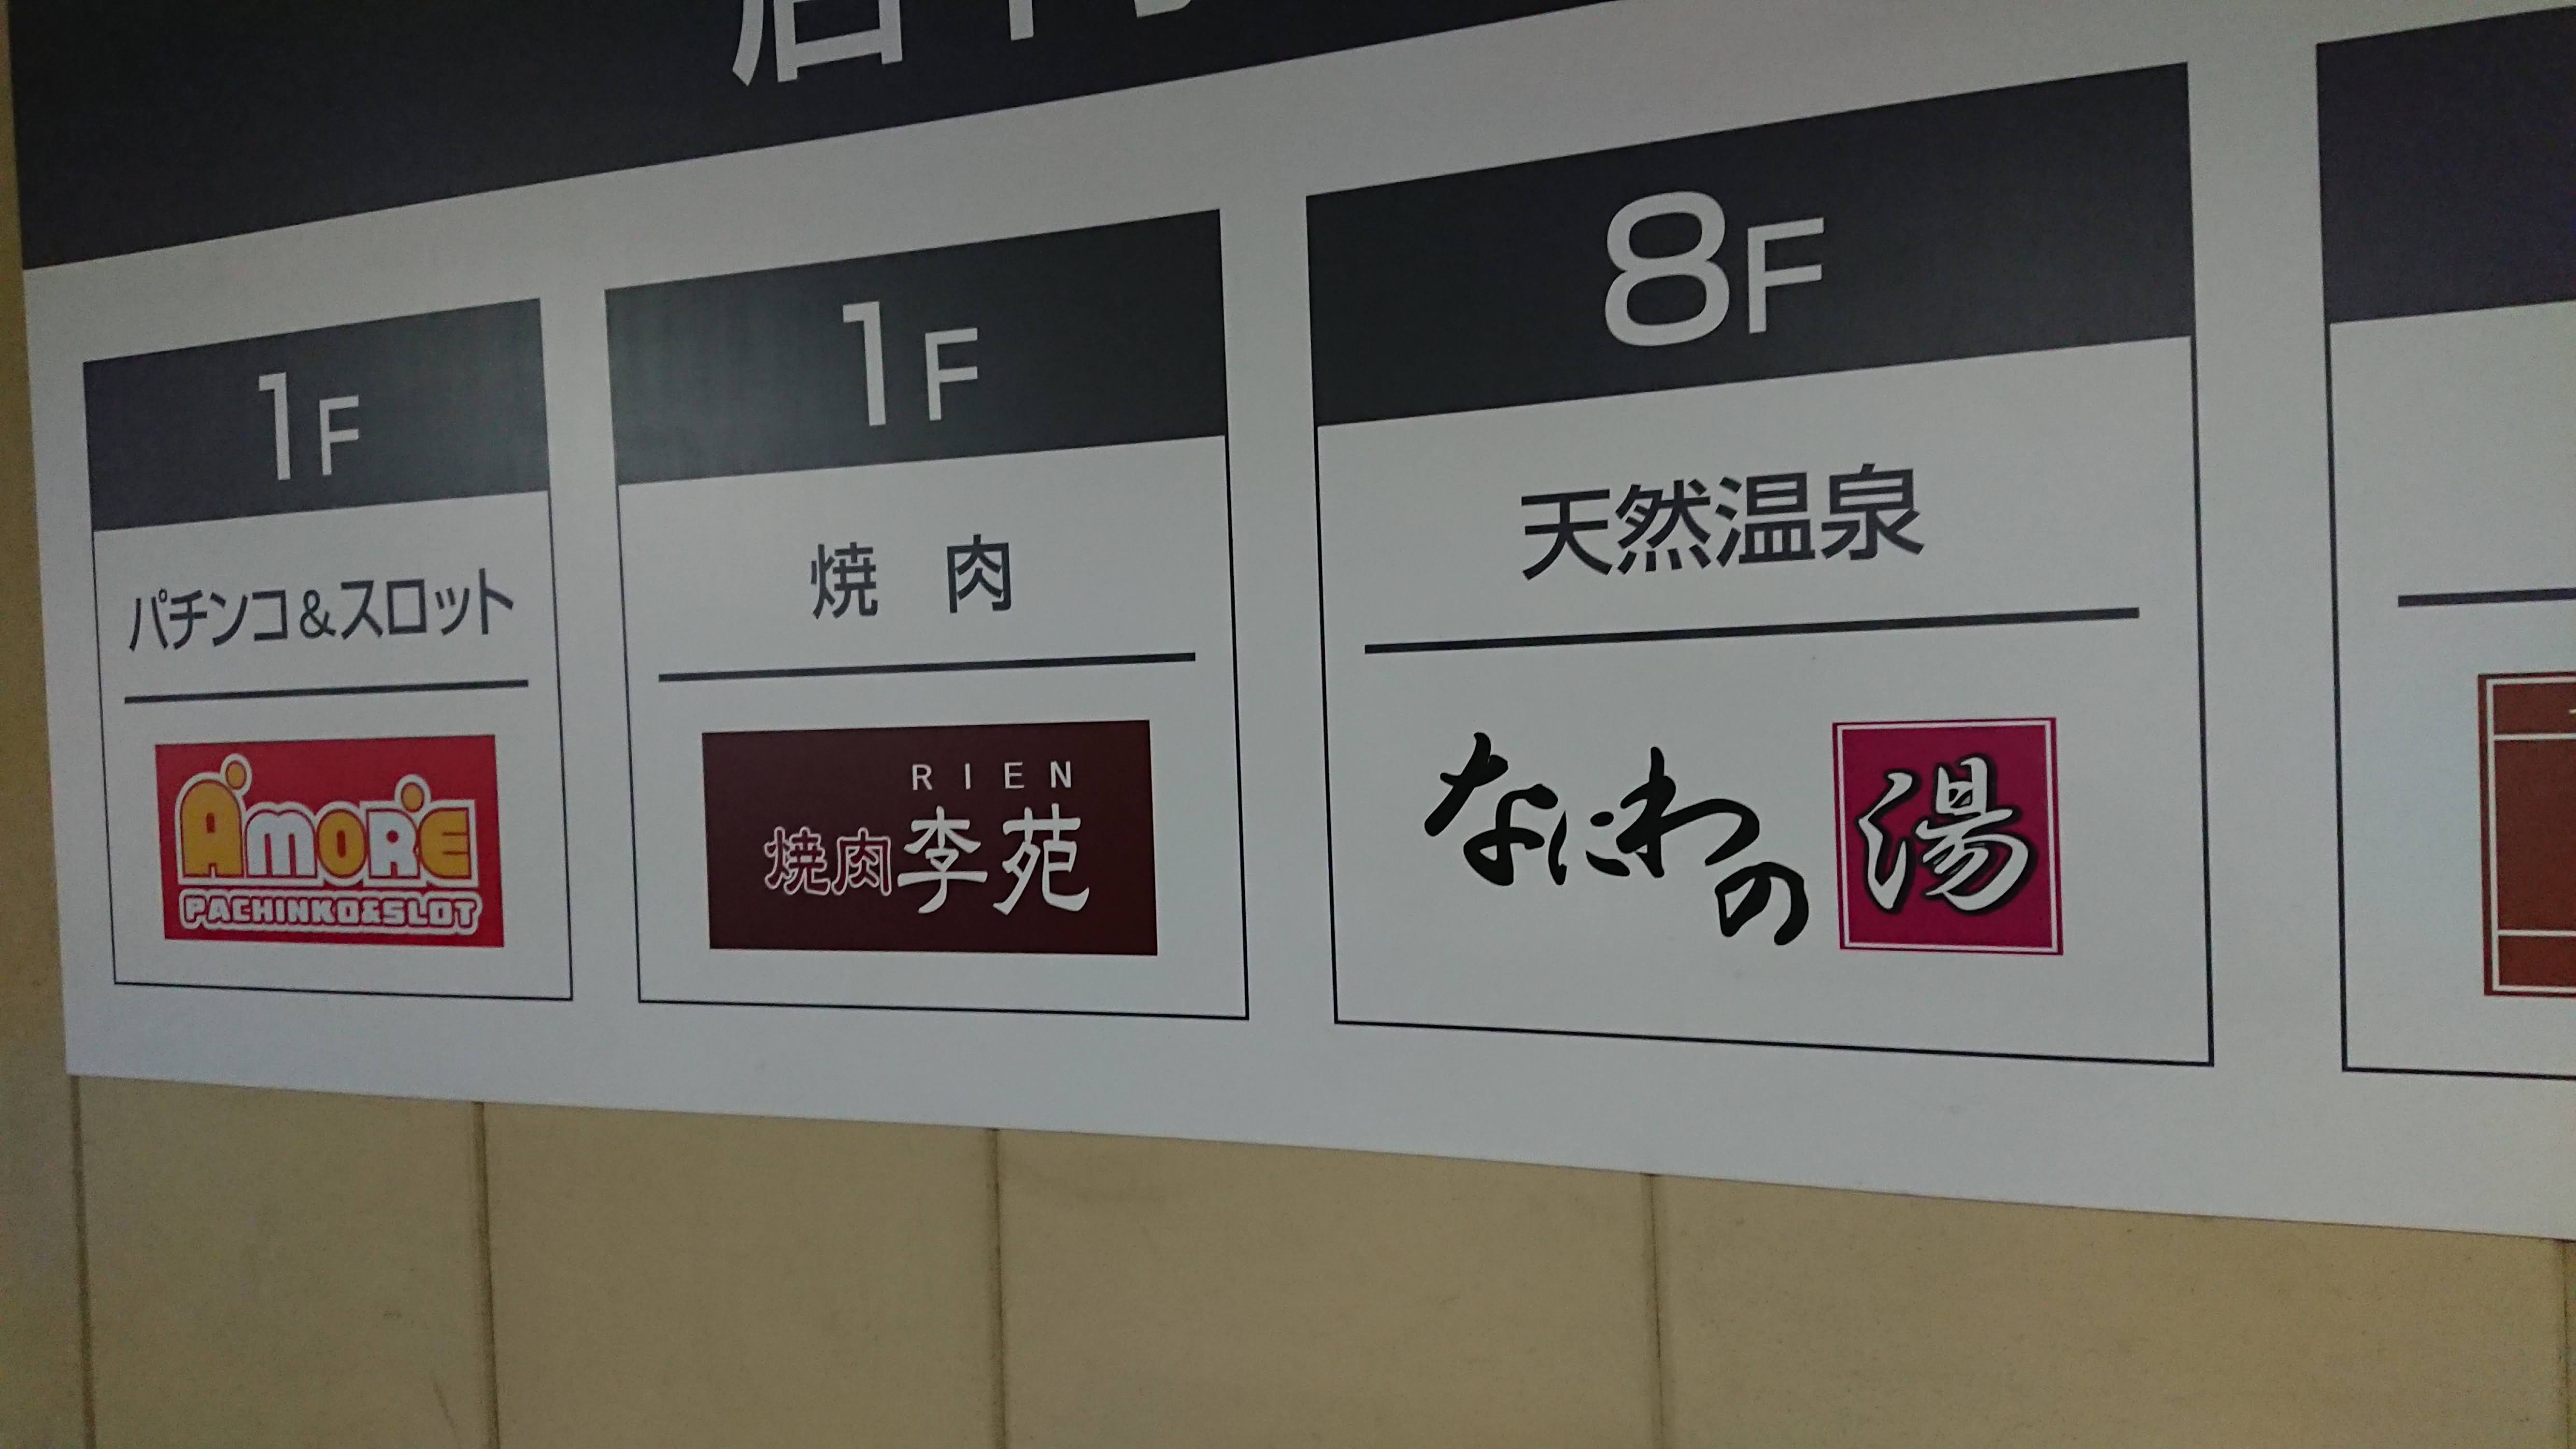 1F
パチンコ&スロット
AMORE
PACHINKO&SLOT
1F
焼 肉
RIEN
焼肉李苑
8F
天然温泉
なにわの湯